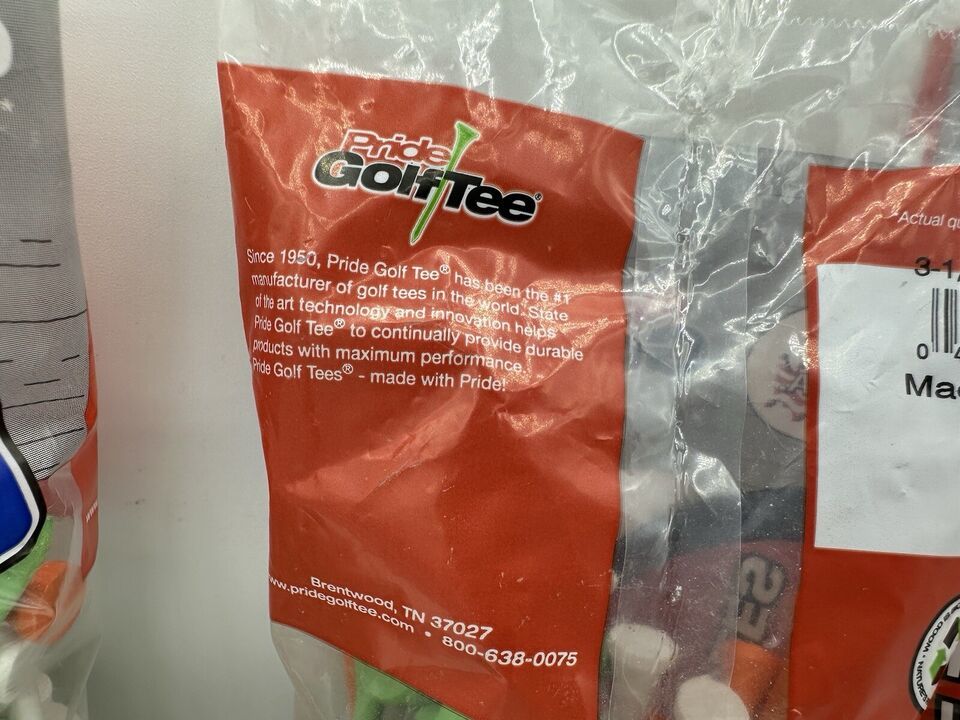 Pride
GolfTee®
Since 1950, Pride Golf Tee® has been the #1
manufacturer of golf tees in the world. State
of the art technology and innovation helps
Pride Golf Tee® to continually provide durable
products with maximum performance.
Pride Golf Tees® - made with Pride!
Brentwood, TN 37027
www.pridegolftee.com • 800-638-0075
*Actual
3-1
0